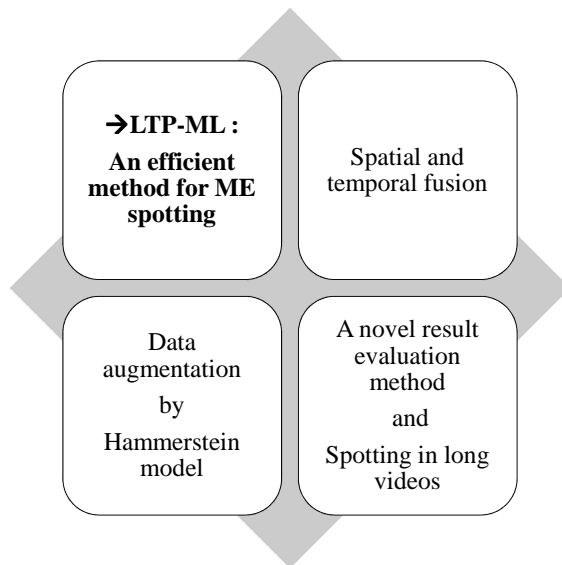 →LTP-ML :
An efficient
method for ME
spotting
Spatial and
temporal fusion
Data
augmentation
by
Hammerstein
model
A novel result
evaluation
method
and
Spotting in long
videos